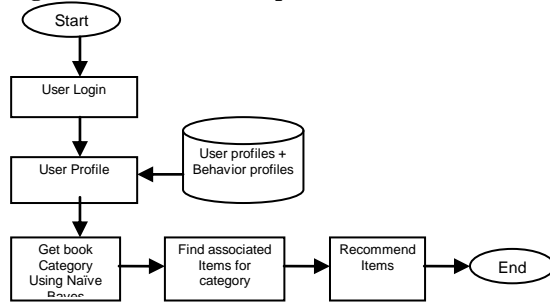 Start
User Login
User Profile
User profiles +
Behavior profiles
Get book
Category
Using Naïve
Bayes
Find associated
Items for
category
Recommend
Items
End